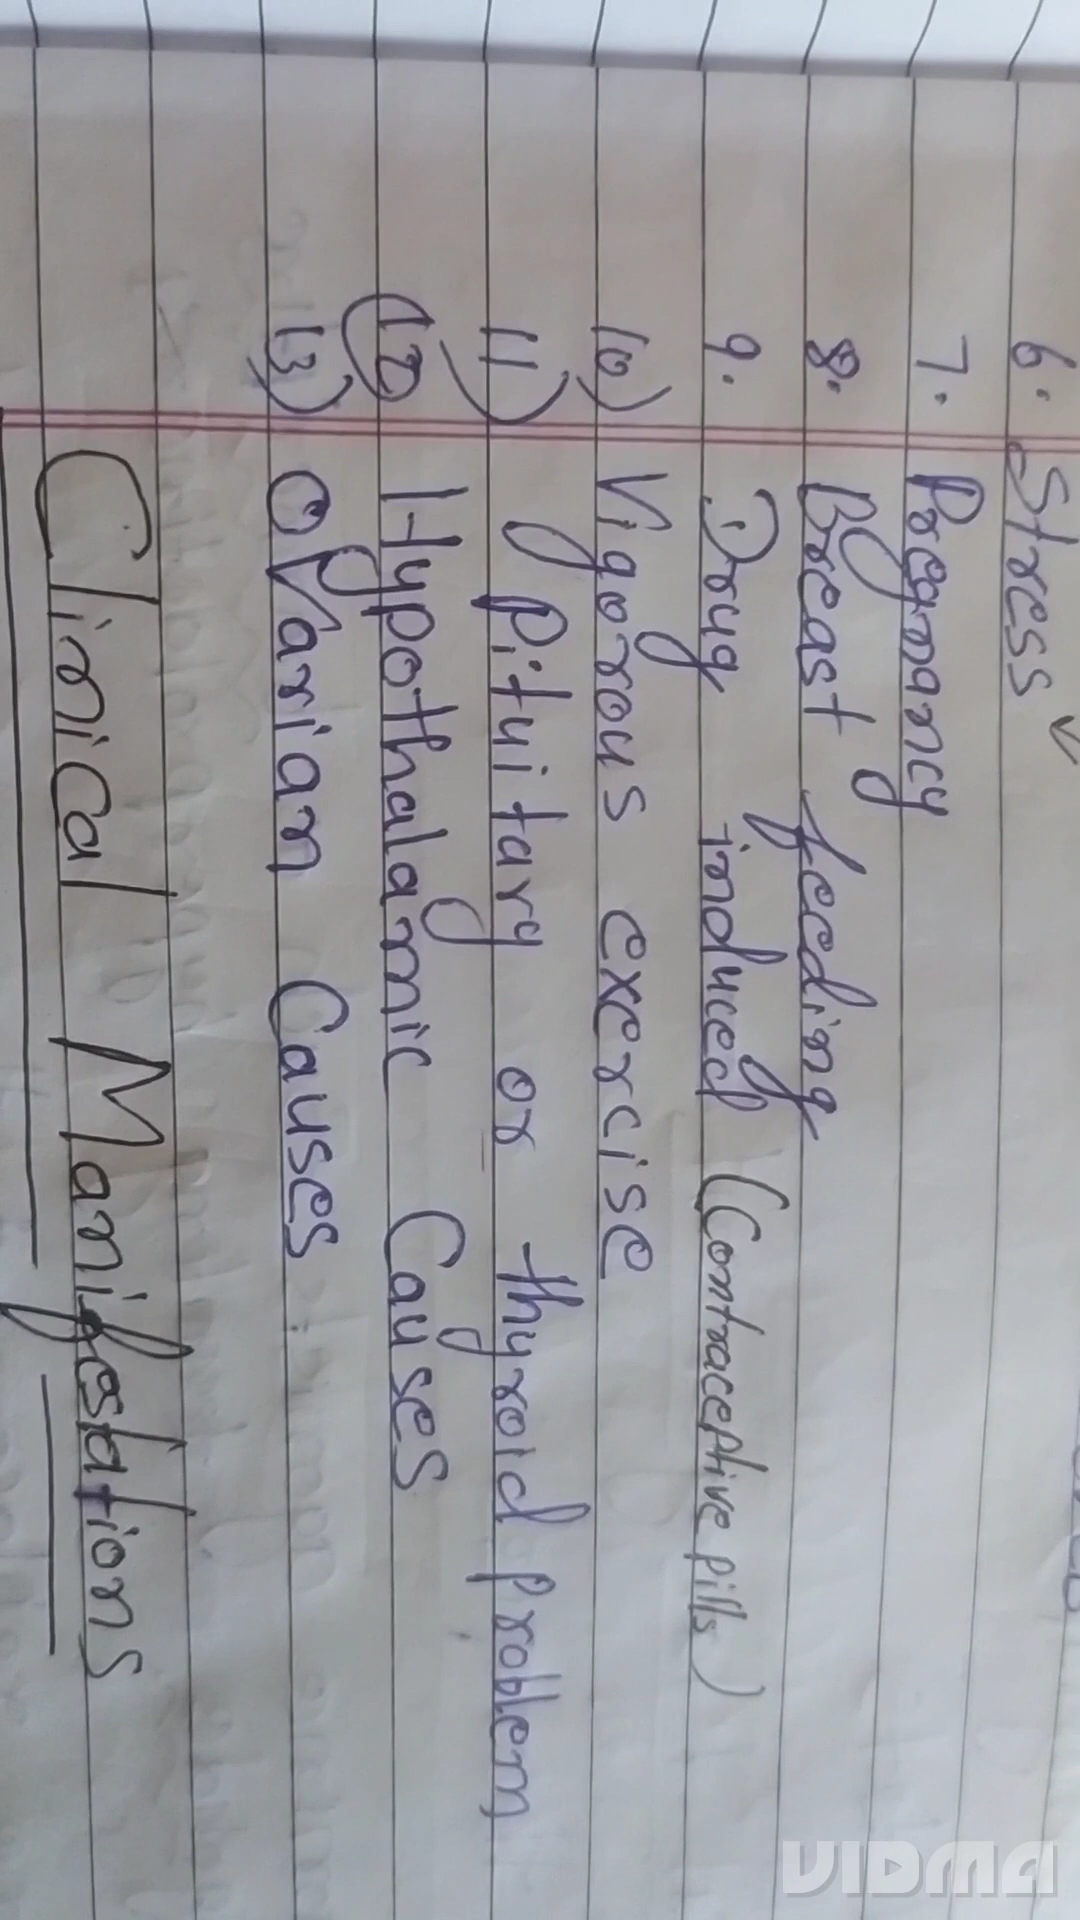 6. Stress
7. Pregnancy
8. Breast feeding
9. Drug induced (Contraceptive pills)
10) Vigorous exercise
11) Pituitary or thyroid problem
12) Hypothalamic Causes
13) Ovarian Causes
Clinical Manifestations
VIDMA